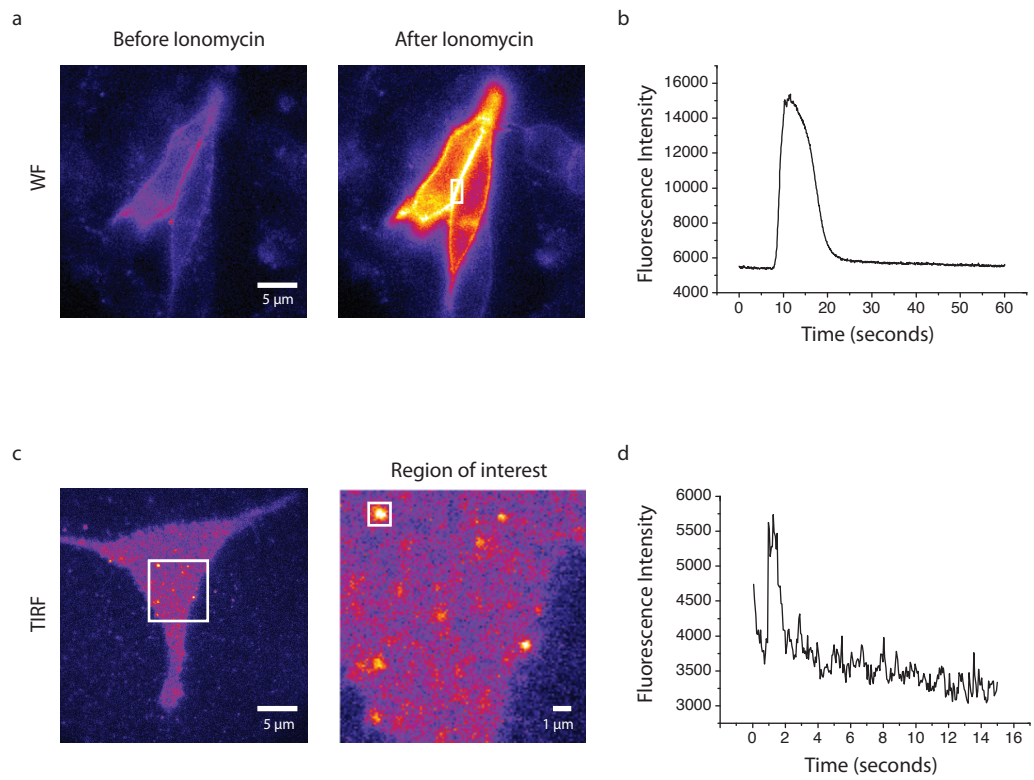 a
Before Ionomycin
After Ionomycin
WF
5 µm
b
16000
14000
12000
10000
8000
6000
4000
Fluorescence Intensity
0 10 20 30 40 50 60
Time (seconds)
c
Region of interest
TIRF
5 µm
1 µm
d
6000
5500
5000
4500
4000
3500
3000
Fluorescence Intensity
0 2 4 6 8 10 12 14 16
Time (seconds)